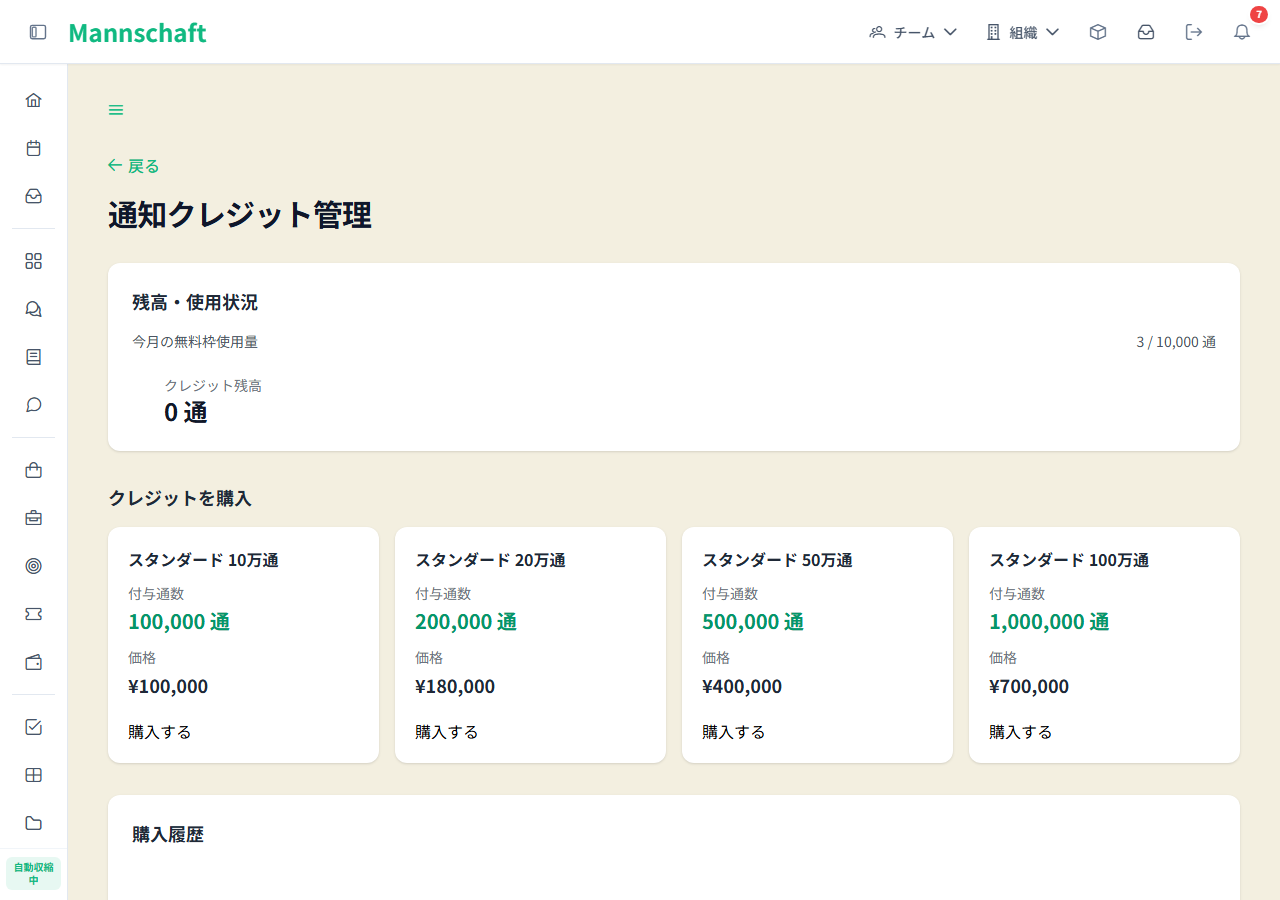 Mannschaft
チーム
組織
7
戻る
通知クレジット管理
残高・使用状況
今月の無料枠使用量
3 / 10,000 通
クレジット残高
0 通
クレジットを購入
スタンダード 10万通
付与通数
100,000 通
価格
¥100,000
購入する
スタンダード 20万通
付与通数
200,000 通
価格
¥180,000
購入する
スタンダード 50万通
付与通数
500,000 通
価格
¥400,000
購入する
スタンダード 100万通
付与通数
1,000,000 通
価格
¥700,000
購入する
購入履歴
自動収縮
中